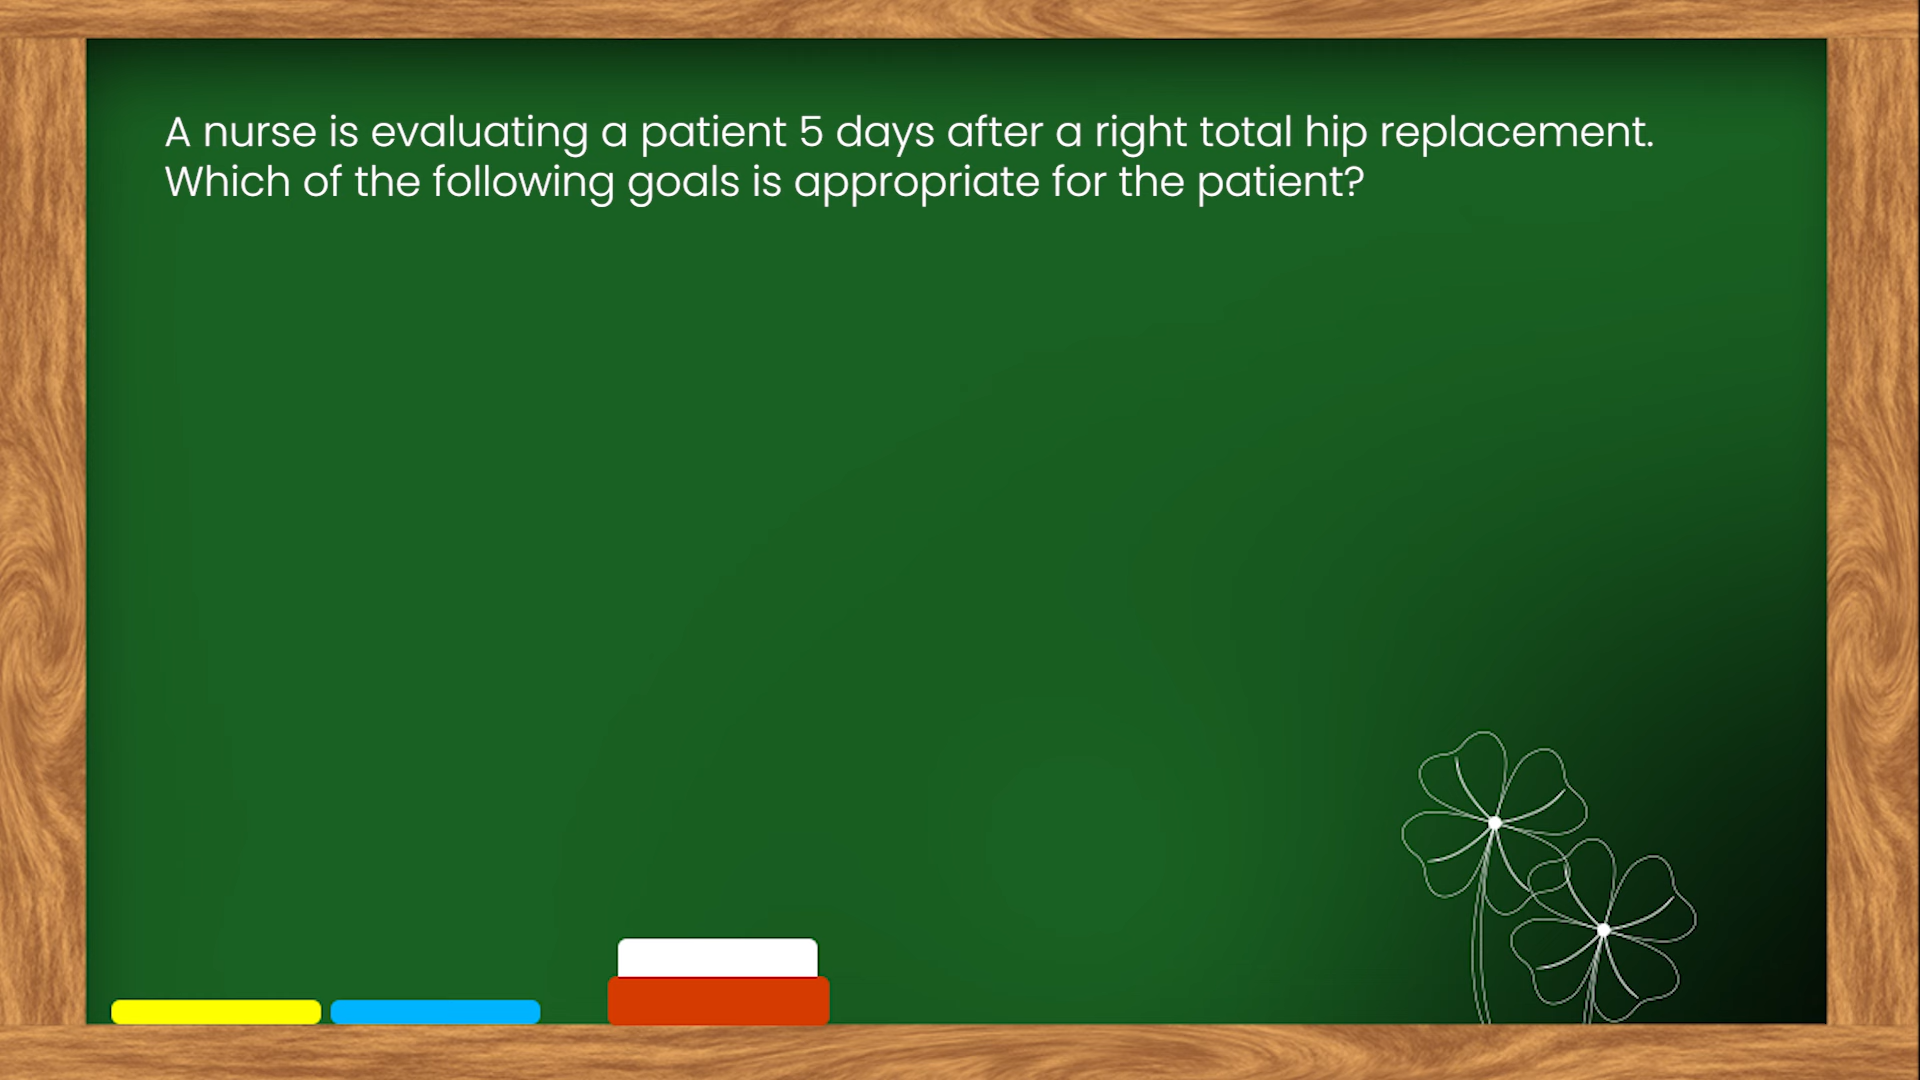 A nurse is evaluating a patient 5 days after a right total hip replacement.
Which of the following goals is appropriate for the patient?